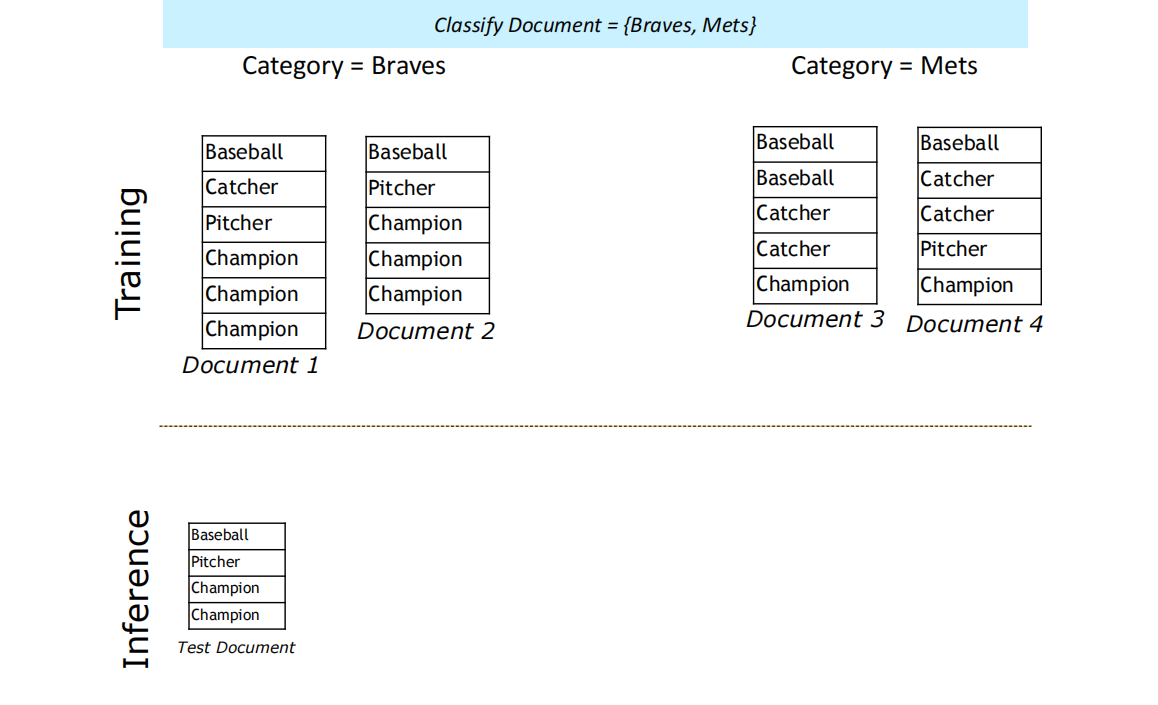 Classify Document = {Braves, Mets}
Category = Braves
Category = Mets
Training
Baseball
Catcher
Pitcher
Champion
Champion
Champion
Document 1
Baseball
Pitcher
Champion
Champion
Champion
Document 2
Baseball
Baseball
Catcher
Catcher
Champion
Document 3
Baseball
Catcher
Catcher
Pitcher
Champion
Document 4
Inference
Baseball
Pitcher
Champion
Champion
Test Document